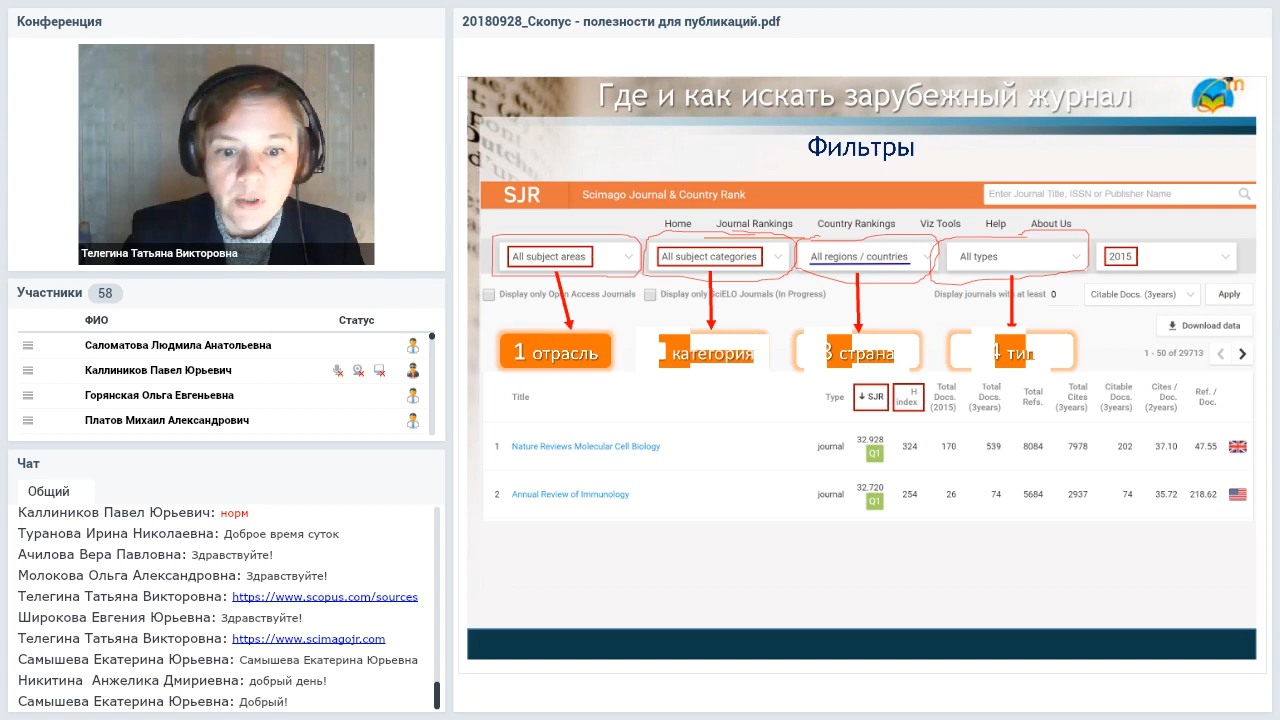 Конференция
Телегина Татьяна Викторовна
Участники 58
ФИО Статус
Саломатова Людмила Анатольевна
Каллиников Павел Юрьевич
Горянская Ольга Евгеньевна
Платов Михаил Александрович
Чат
Общий
Каллиников Павел Юрьевич: норм
Туранова Ирина Николаевна: Доброе время суток
Ачилова Вера Павловна: Здравствуйте!
Молокова Ольга Александровна: Здравствуйте!
Телегина Татьяна Викторовна: https://www.scopus.com/sources
Широкова Евгения Юрьевна: Здравствуйте!
Телегина Татьяна Викторовна: https://www.scimagojr.com
Самышева Екатерина Юрьевна: Самышева Екатерина Юрьевна
Никитина Анжелика Дмириевна: добрый день!
Самышева Екатерина Юрьевна: Добрый!
20180928_Скопус - полезности для публикаций.pdf
Где и как искать зарубежный журнал
Фильтры
SJR Scimago Journal & Country Rank Enter Journal Title, ISSN or Publisher Name
Home Journal Rankings Country Rankings Viz Tools Help About Us
All subject areas All subject categories All regions / countries All types 2015
Display only Open Access Journals Display only SciELO Journals (In Progress) Display journals with at least 0 Citable Docs. (3years) Apply
Download data
1 отрасль категория 3 страна 4 тип
1 - 50 of 29713
Title Type SJR H index Total Docs. (2015) Total Docs. (3years) Total Refs. Total Cites (3years) Citable Docs. (3years) Cites / Doc. (2years) Ref. / Doc.
1 Nature Reviews Molecular Cell Biology journal 32.928 Q1 324 170 539 8084 7978 202 37.10 47.55
2 Annual Review of Immunology journal 32.720 Q1 254 26 74 5684 2937 74 35.72 218.62